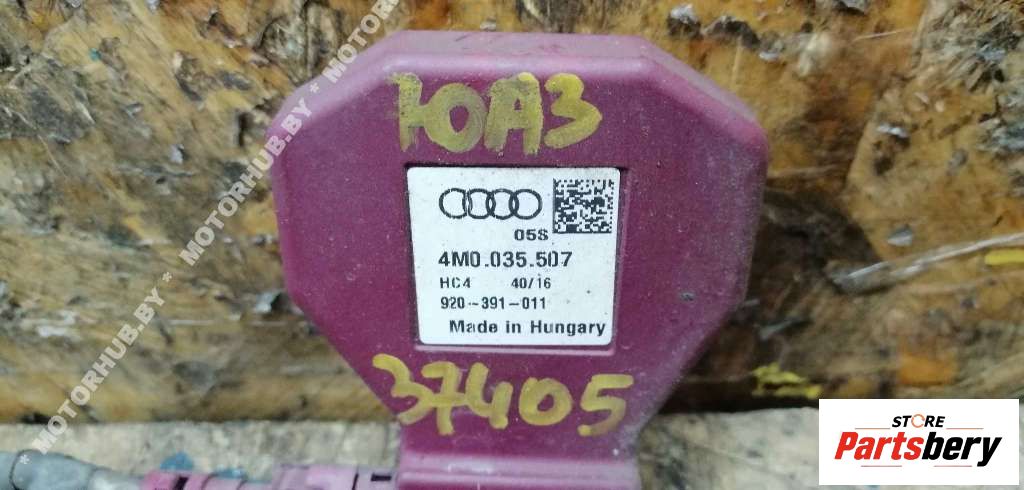 ЮА3
05S
4M0.035.507
HC4 40/16
920-391-011
Made in Hungary
37405
STORE
Partsbery
MOTORHUB.BY * MOTORHUB.BY * MOTORHUB.BY * MOTO